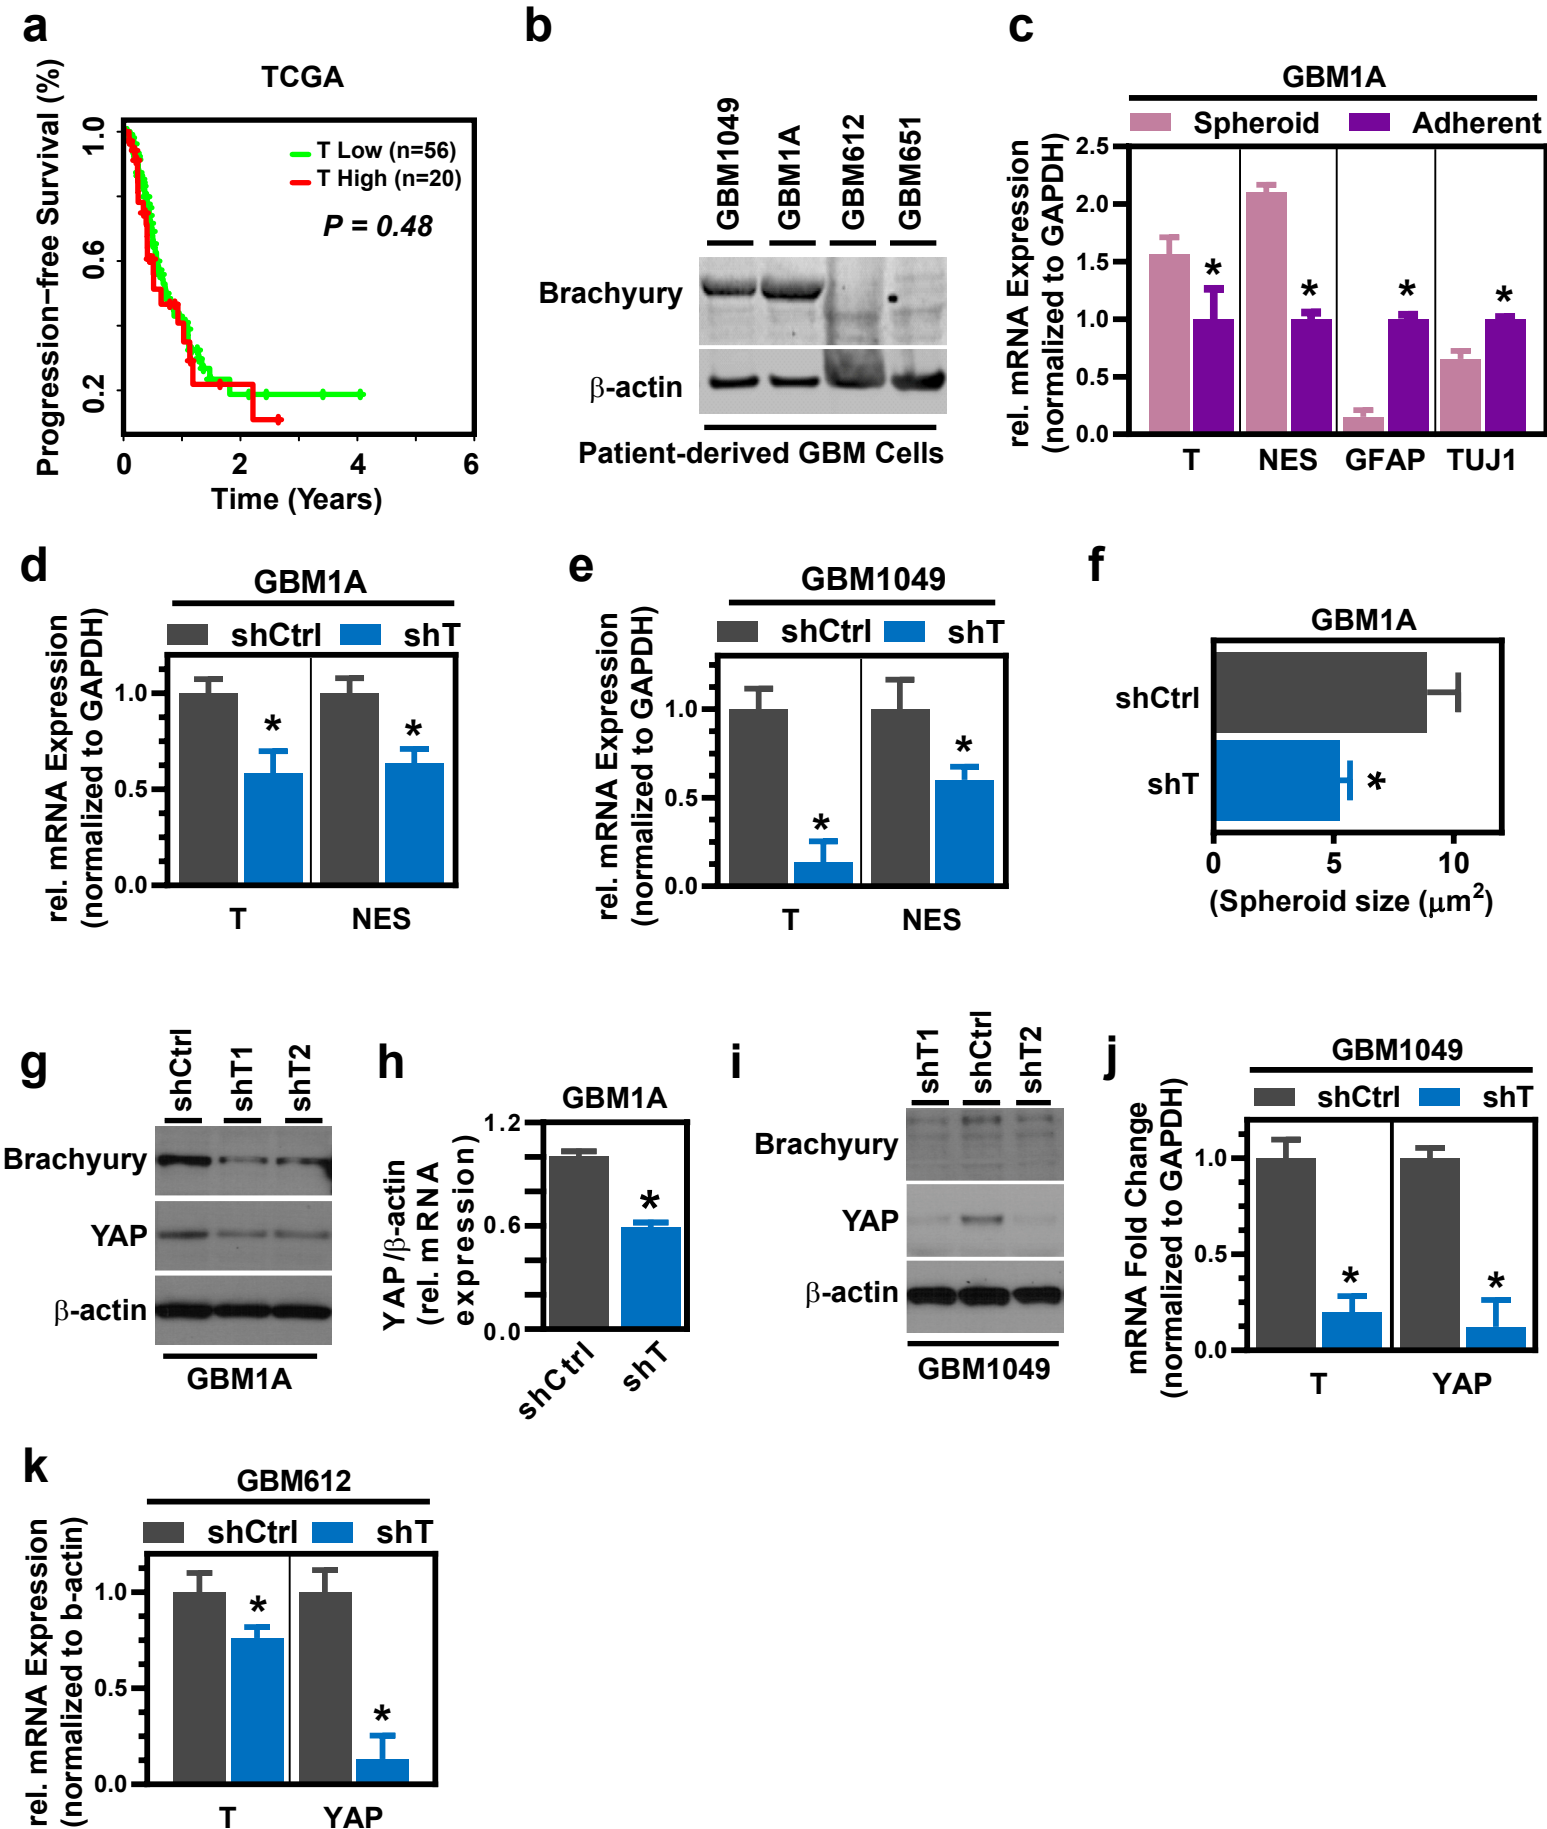 a
TCGA
Progression−free Survival (%)
1.0
0.6
0.2
T Low (n=56)
T High (n=20)
P = 0.48
0 2 4 6
Time (Years)
b
GBM1049
GBM1A
GBM612
GBM651
Brachyury
β-actin
Patient-derived GBM Cells
c
GBM1A
Spheroid Adherent
rel. mRNA Expression
(normalized to GAPDH)
2.5
2.0
1.5
1.0
0.5
0.0
* * * *
T NES GFAP TUJ1
d
GBM1A
shCtrl shT
rel. mRNA Expression
(normalized to GAPDH)
1.0
0.5
0.0
* *
T NES
e
GBM1049
shCtrl shT
rel. mRNA Expression
(normalized to GAPDH)
1.0
0.5
0.0
* *
T NES
f
GBM1A
shCtrl
shT
*
0 5 10
(Spheroid size (μm²)
g
shCtrl
shT1
shT2
Brachyury
YAP
β-actin
GBM1A
h
GBM1A
YAP/β-actin
(rel. mRNA
expression)
1.2
0.6
0.0
*
shCtrl
shT
i
shT1
shCtrl
shT2
Brachyury
YAP
β-actin
GBM1049
j
GBM1049
shCtrl shT
mRNA Fold Change
(normalized to GAPDH)
1.0
0.5
0.0
* *
T YAP
k
GBM612
shCtrl shT
rel. mRNA Expression
(normalized to b-actin)
1.0
0.5
0.0
* *
T YAP